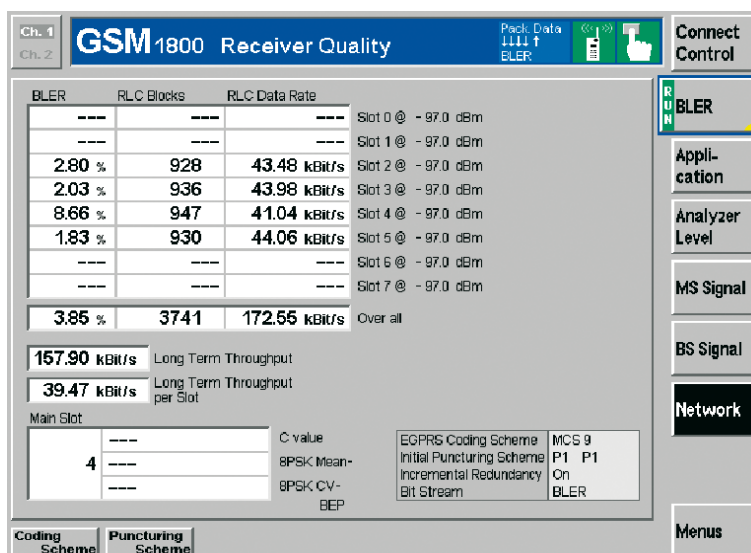 Ch. 1
Ch. 2
GSM 1800 Receiver Quality
Pack. Data
↓↓↓↓ ↑
BLER
Connect
Control
RUN
BLER
Appli-
cation
Analyzer
Level
MS Signal
BS Signal
Network
Menus
BLER RLC Blocks RLC Data Rate
--- --- --- Slot 0 @ - 97.0 dBm
--- --- --- Slot 1 @ - 97.0 dBm
2.80 % 928 43.48 kBit/s Slot 2 @ - 97.0 dBm
2.03 % 936 43.98 kBit/s Slot 3 @ - 97.0 dBm
8.66 % 947 41.04 kBit/s Slot 4 @ - 97.0 dBm
1.83 % 930 44.06 kBit/s Slot 5 @ - 97.0 dBm
--- --- --- Slot 6 @ - 97.0 dBm
--- --- --- Slot 7 @ - 97.0 dBm
3.85 % 3741 172.55 kBit/s Over all
157.90 kBit/s Long Term Throughput
39.47 kBit/s Long Term Throughput
per Slot
Main Slot
--- C value
4 --- 8PSK Mean-
--- 8PSK CV-
BEP
EGPRS Coding Scheme MCS 9
Initial Puncturing Scheme P1 P1
Incremental Redundancy On
Bit Stream BLER
Coding
Scheme
Puncturing
Scheme